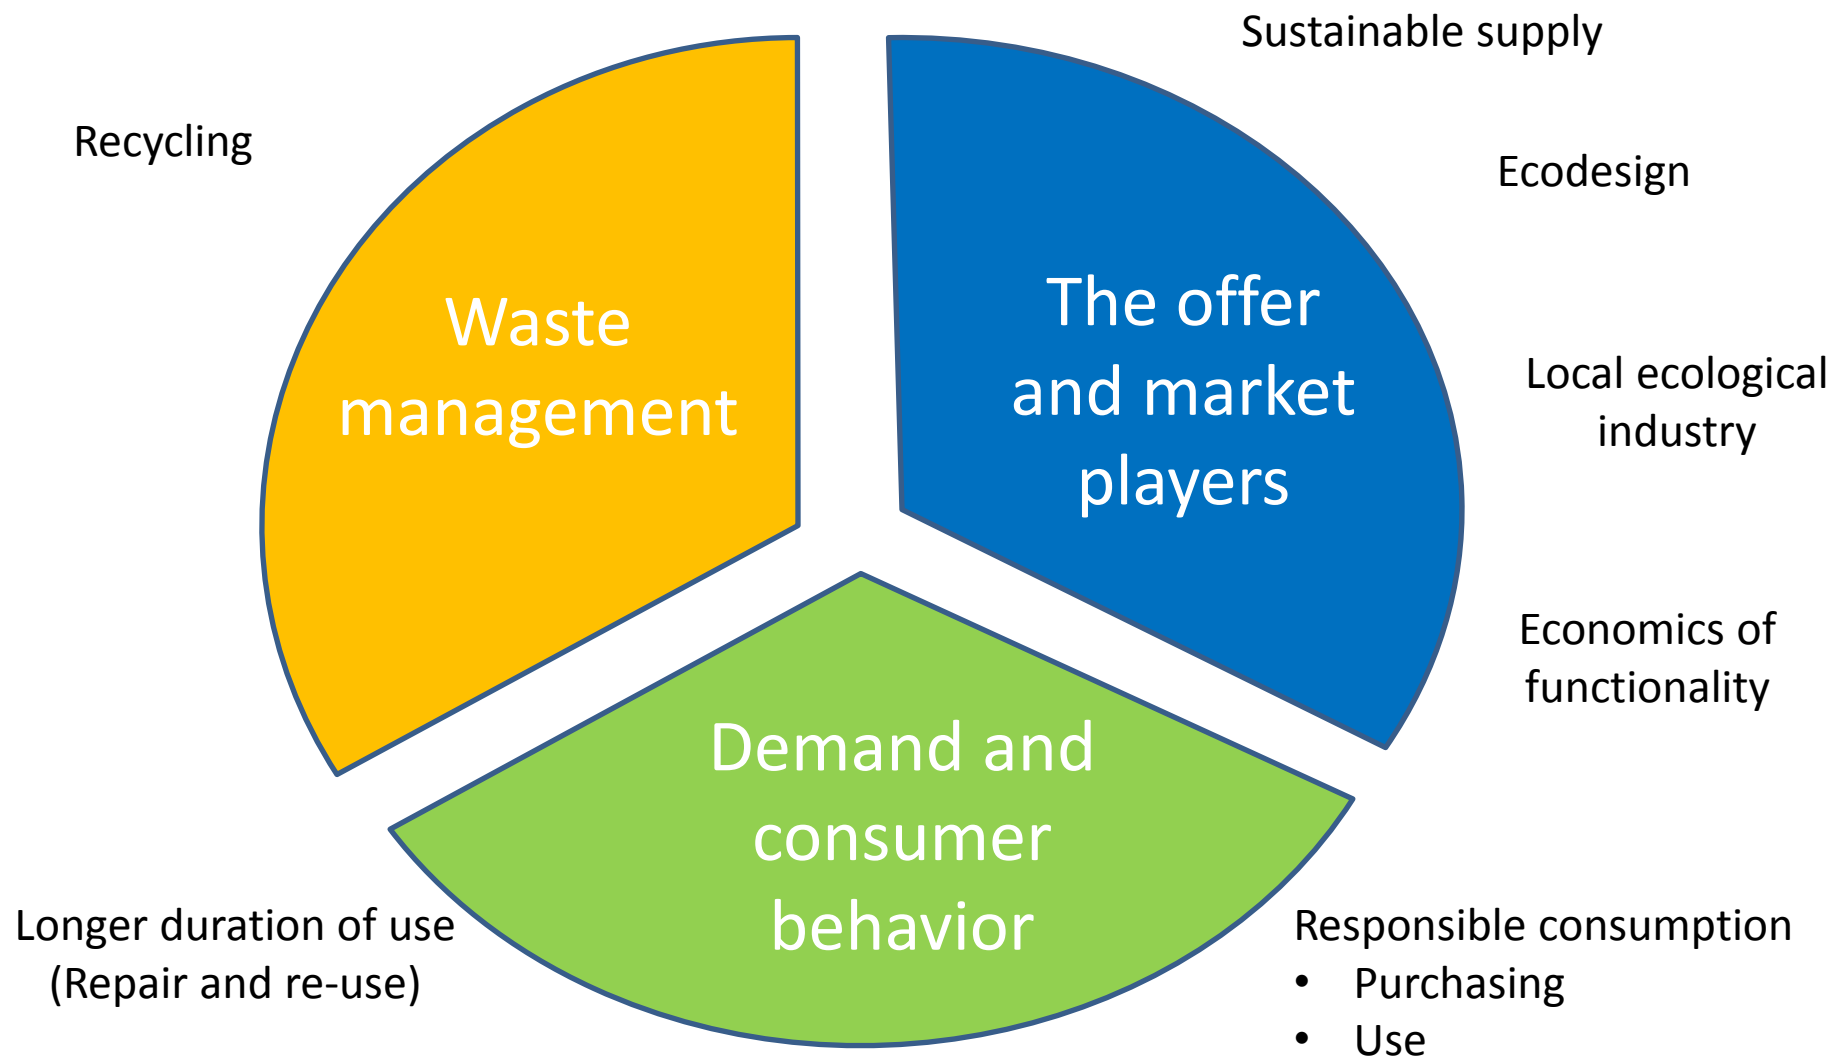 Sustainable supply
Recycling
Ecodesign
Waste
management
The offer
and market
players
Local ecological
industry
Economics of
functionality
Demand and
consumer
behavior
Longer duration of use
(Repair and re-use)
Responsible consumption
• Purchasing
• Use